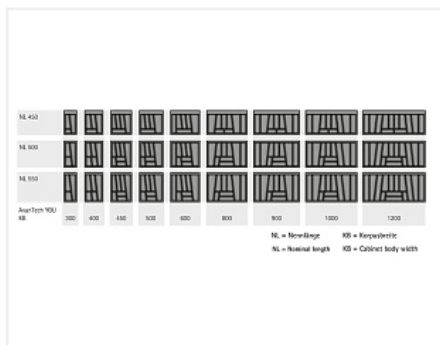 NL 450
NL 500
NL 550
AvanTech YOU
KB 300 400 450 500 600 800 900 1000 1200
NL = Nennlänge KB = Korpusbreite
NL = Nominal length KB = Cabinet body width